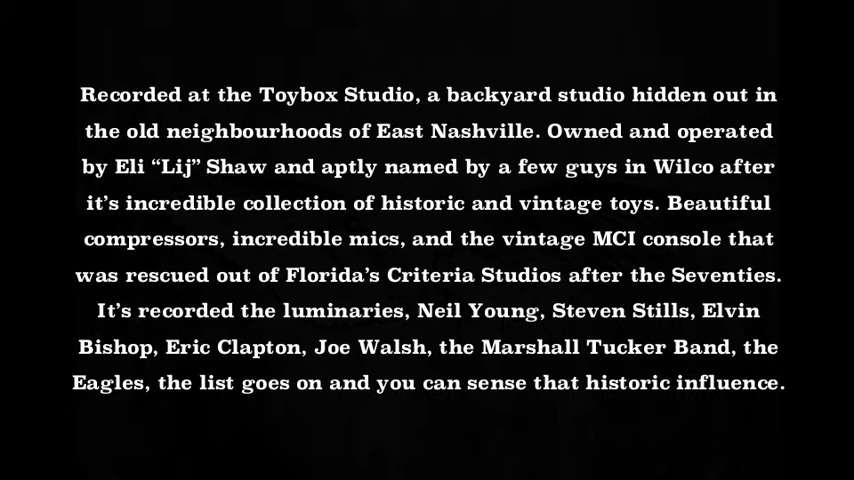 Recorded at the Toybox Studio, a backyard studio hidden out in
the old neighbourhoods of East Nashville. Owned and operated
by Eli “Lij” Shaw and aptly named by a few guys in Wilco after
it’s incredible collection of historic and vintage toys. Beautiful
compressors, incredible mics, and the vintage MCI console that
was rescued out of Florida’s Criteria Studios after the Seventies.
It’s recorded the luminaries, Neil Young, Steven Stills, Elvin
Bishop, Eric Clapton, Joe Walsh, the Marshall Tucker Band, the
Eagles, the list goes on and you can sense that historic influence.